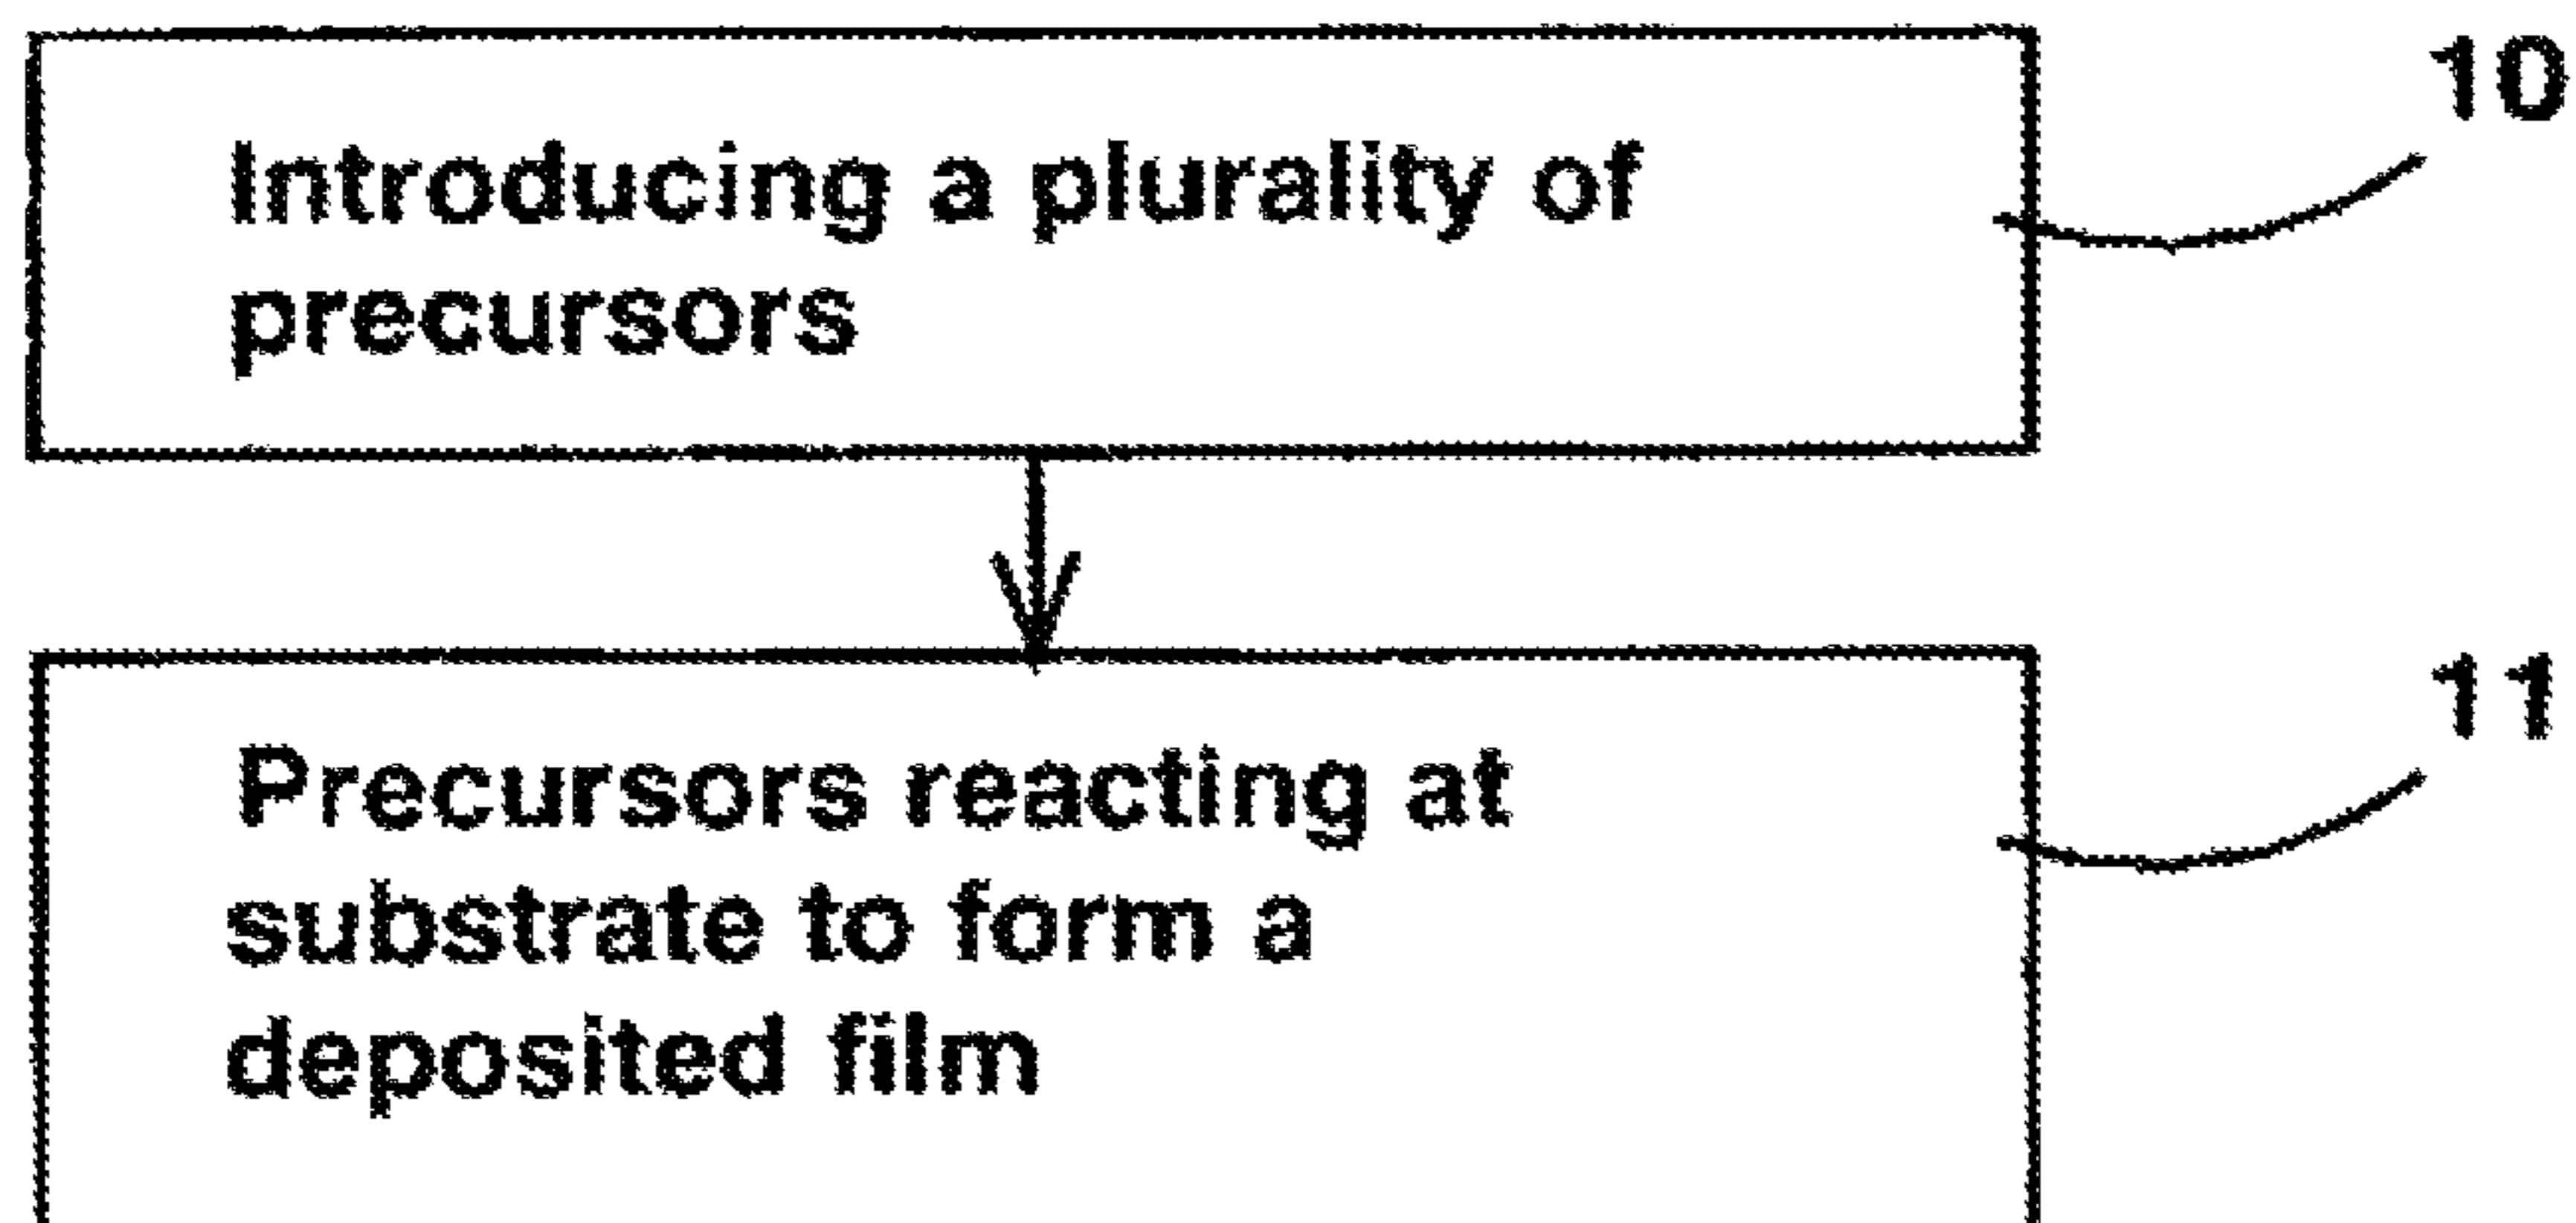 10
Introducing a plurality of
precursors
11
Precursors reacting at
substrate to form a
deposited film